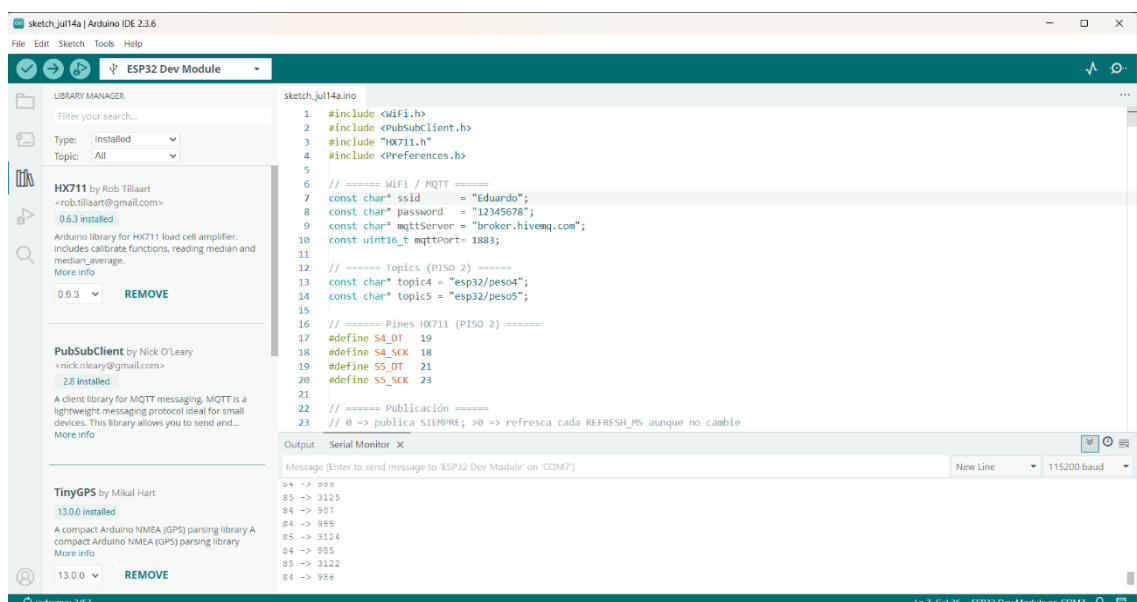 sketch_jul14a | Arduino IDE 2.3.6
File Edit Sketch Tools Help
ESP32 Dev Module
LIBRARY MANAGER
Filter your search...
Type: Installed
Topic: All
HX711 by Rob Tillaart
<rob.tillaart@gmail.com>
0.6.3 installed
Arduino library for HX711 load cell amplifier.
includes calibrate functions, reading median and
median_average.
More info
0.6.3 REMOVE
PubSubClient by Nick O'Leary
<nick.oleary@gmail.com>
2.8 installed
A client library for MQTT messaging. MQTT is a
lightweight messaging protocol ideal for small
devices. This library allows you to send and...
More info
TinyGPS by Mikal Hart
13.0.0 installed
A compact Arduino NMEA (GPS) parsing library A
compact Arduino NMEA (GPS) parsing library
More info
13.0.0 REMOVE
sketch_jul14a.ino
1 #include <WiFi.h>
2 #include <PubSubClient.h>
3 #include "HX711.h"
4 #include <Preferences.h>
5
6 // ====== WiFi / MQTT ======
7 const char* ssid = "Eduardo";
8 const char* password = "12345678";
9 const char* mqttServer = "broker.hivemq.com";
10 const uint16_t mqttPort= 1883;
11
12 // ====== Topics (PISO 2) ======
13 const char* topic4 = "esp32/peso4";
14 const char* topic5 = "esp32/peso5";
15
16 // ====== Pines HX711 (PISO 2) ======
17 #define S4_DT 19
18 #define S4_SCK 18
19 #define S5_DT 21
20 #define S5_SCK 23
21
22 // ====== Publicación ======
23 // 0 => publica SIEMPRE; >0 => refresca cada REFRESH_MS aunque no cambie
Output Serial Monitor
Message (Enter to send message to 'ESP32 Dev Module' on 'COM7')
New Line 115200 baud
S4 -> 989
S5 -> 3125
S4 -> 987
S4 -> 985
S5 -> 3124
S4 -> 985
S5 -> 3122
S4 -> 986